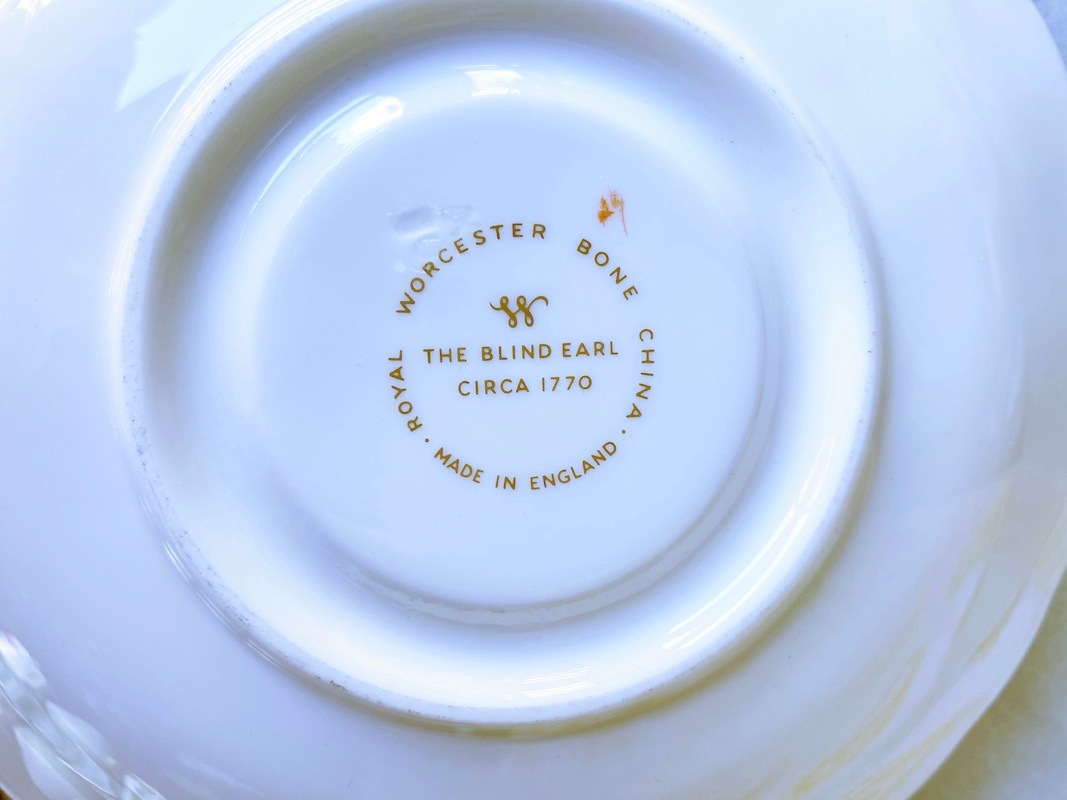 ROYAL WORCESTER BONE CHINA
THE BLIND EARL
CIRCA 1770
· MADE IN ENGLAND ·